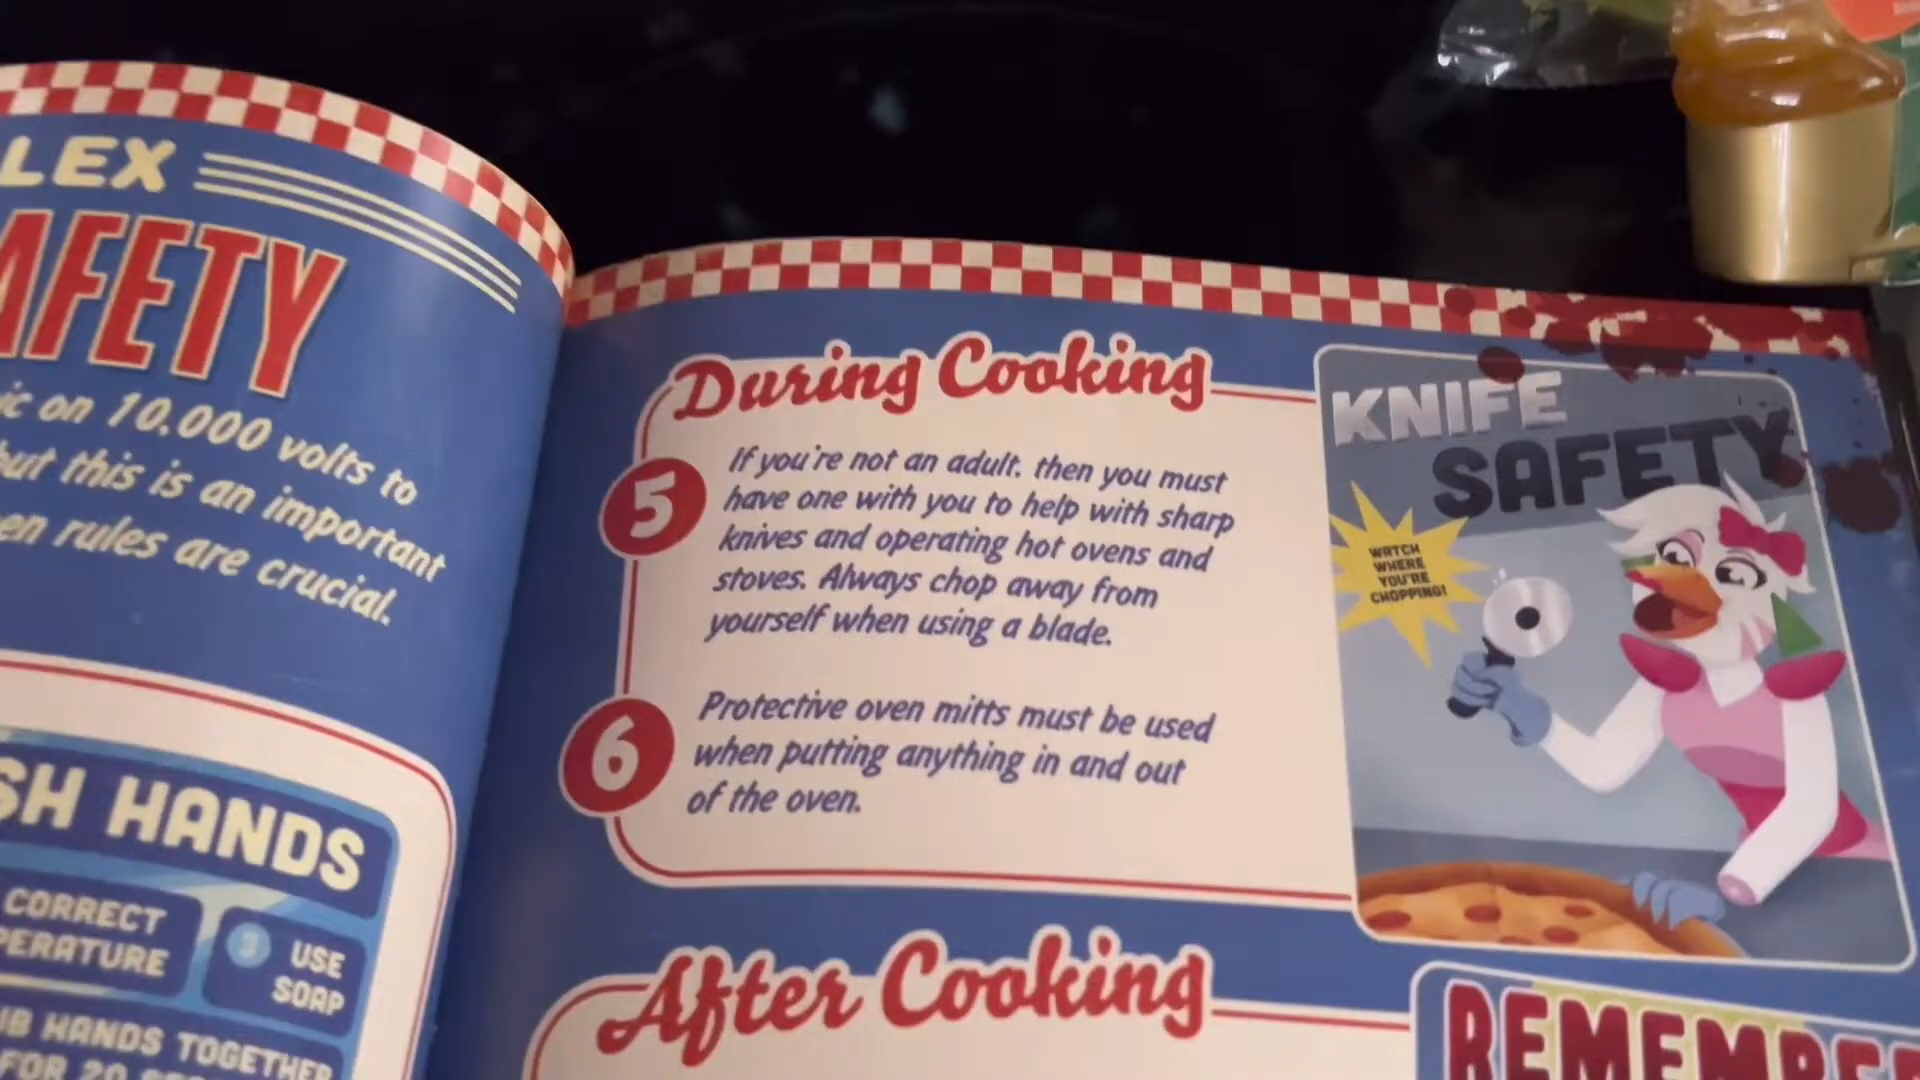 LEX
AFETY
ic on 10,000 volts to
but this is an important
en rules are crucial.
SH HANDS
CORRECT
PERATURE
3 USE
SOAP
UB HANDS TOGETHER
FOR 20
During Cooking
5 If you're not an adult, then you must
have one with you to help with sharp
knives and operating hot ovens and
stoves. Always chop away from
yourself when using a blade.
6 Protective oven mitts must be used
when putting anything in and out
of the oven.
KNIFE
SAFETY
WATCH
WHERE
YOU'RE
CHOPPING!
After Cooking
REMEMBE